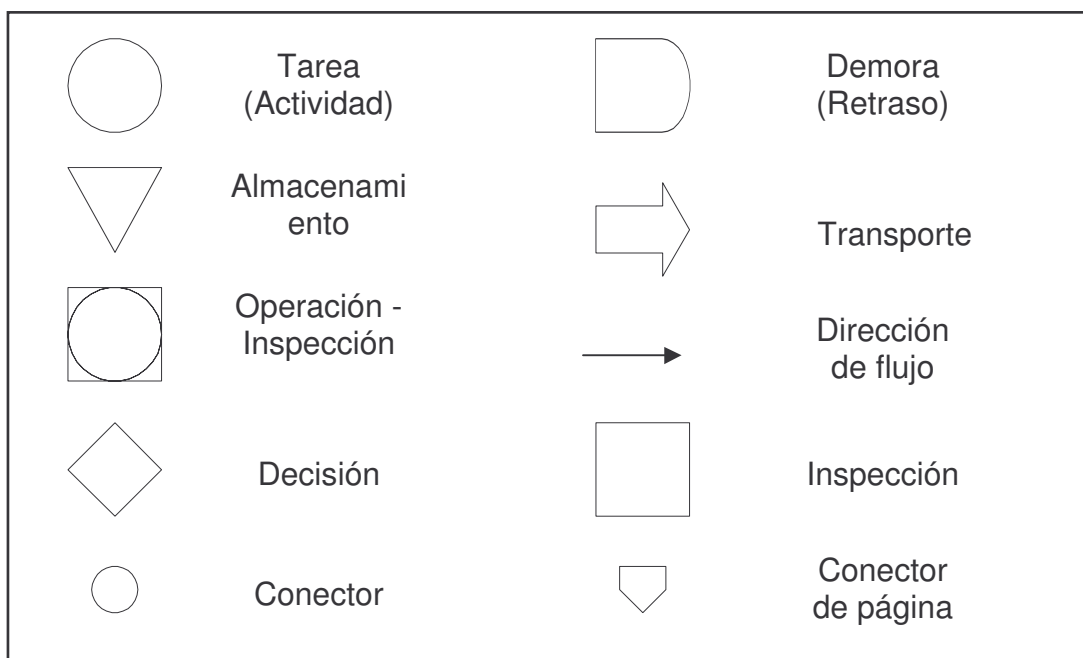 Tarea
(Actividad)
Demora
(Retraso)
Almacenami
ento
Transporte
Operación -
Inspección
Dirección
de flujo
Decisión
Inspección
Conector
Conector
de página